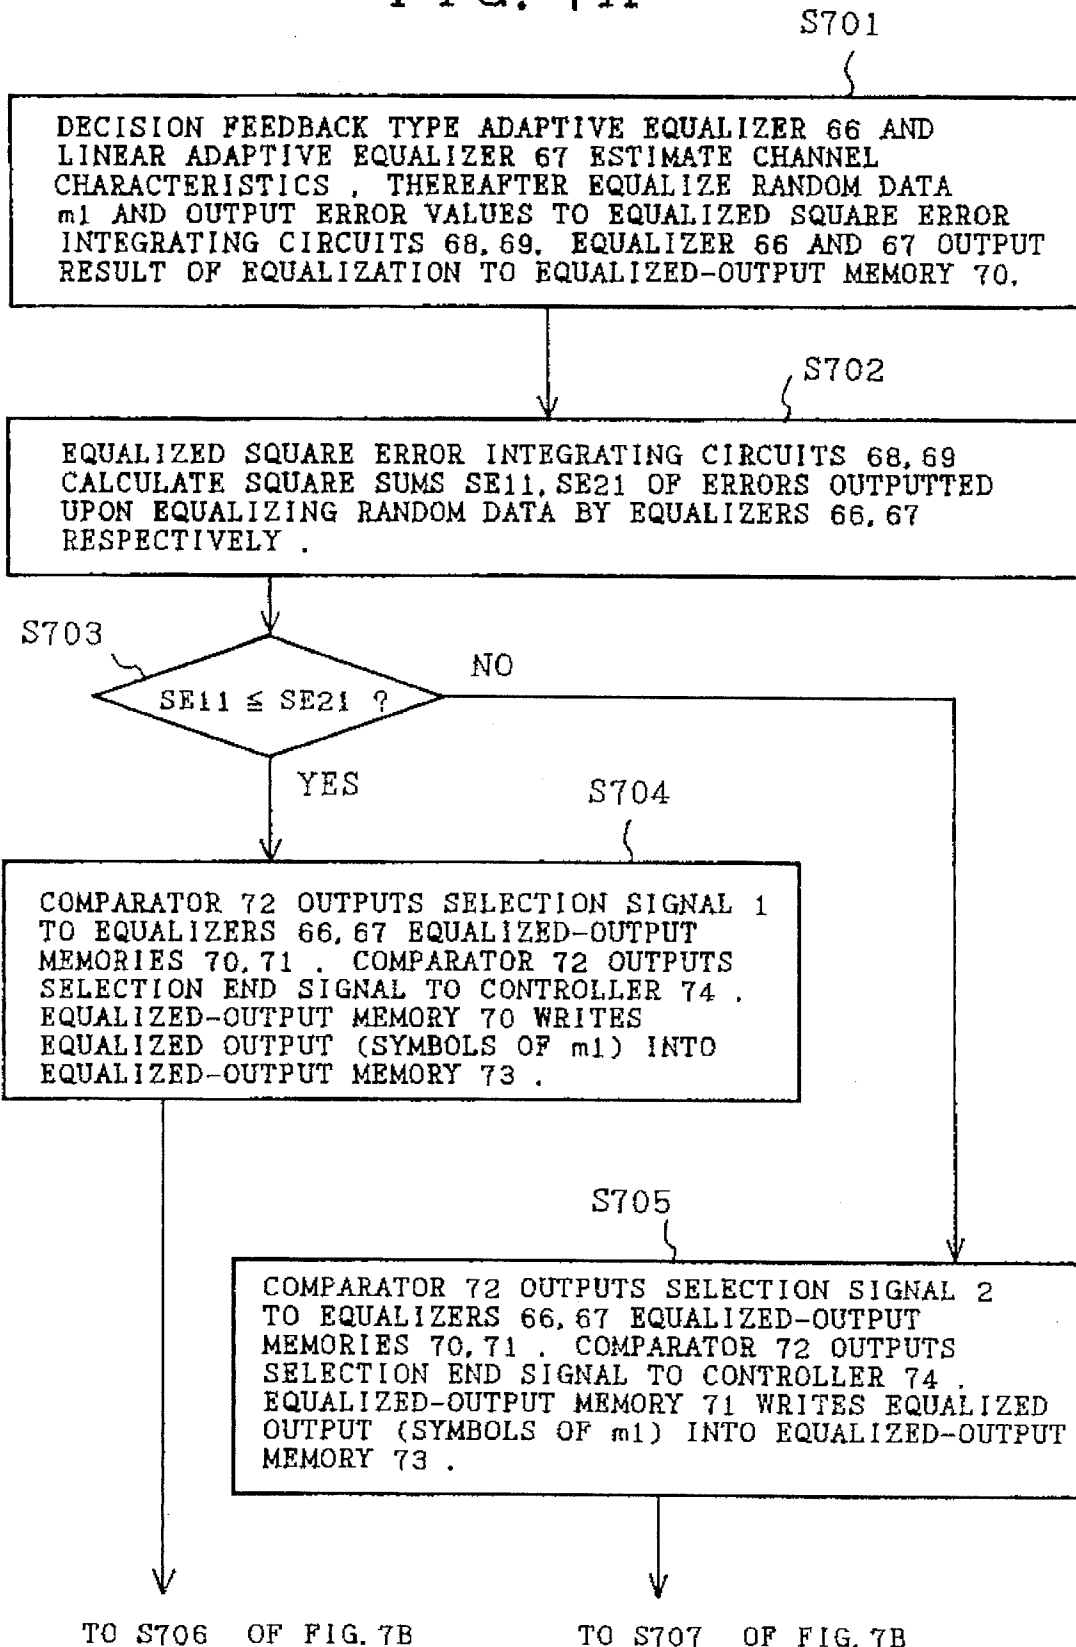 FIG. 7A
S701
DECISION FEEDBACK TYPE ADAPTIVE EQUALIZER 66 AND
LINEAR ADAPTIVE EQUALIZER 67 ESTIMATE CHANNEL
CHARACTERISTICS . THEREAFTER EQUALIZE RANDOM DATA
m1 AND OUTPUT ERROR VALUES TO EQUALIZED SQUARE ERROR
INTEGRATING CIRCUITS 68,69. EQUALIZER 66 AND 67 OUTPUT
RESULT OF EQUALIZATION TO EQUALIZED-OUTPUT MEMORY 70.
S702
EQUALIZED SQUARE ERROR INTEGRATING CIRCUITS 68,69
CALCULATE SQUARE SUMS SE11,SE21 OF ERRORS OUTPUTTED
UPON EQUALIZING RANDOM DATA BY EQUALIZERS 66,67
RESPECTIVELY .
S703
SE11 ≦ SE21 ?
NO
YES
S704
COMPARATOR 72 OUTPUTS SELECTION SIGNAL 1
TO EQUALIZERS 66,67 EQUALIZED-OUTPUT
MEMORIES 70,71 . COMPARATOR 72 OUTPUTS
SELECTION END SIGNAL TO CONTROLLER 74 .
EQUALIZED-OUTPUT MEMORY 70 WRITES
EQUALIZED OUTPUT (SYMBOLS OF m1) INTO
EQUALIZED-OUTPUT MEMORY 73 .
S705
COMPARATOR 72 OUTPUTS SELECTION SIGNAL 2
TO EQUALIZERS 66,67 EQUALIZED-OUTPUT
MEMORIES 70,71 . COMPARATOR 72 OUTPUTS
SELECTION END SIGNAL TO CONTROLLER 74 .
EQUALIZED-OUTPUT MEMORY 71 WRITES EQUALIZED
OUTPUT (SYMBOLS OF m1) INTO EQUALIZED-OUTPUT
MEMORY 73 .
TO S706 OF FIG. 7B
TO S707 OF FIG. 7B